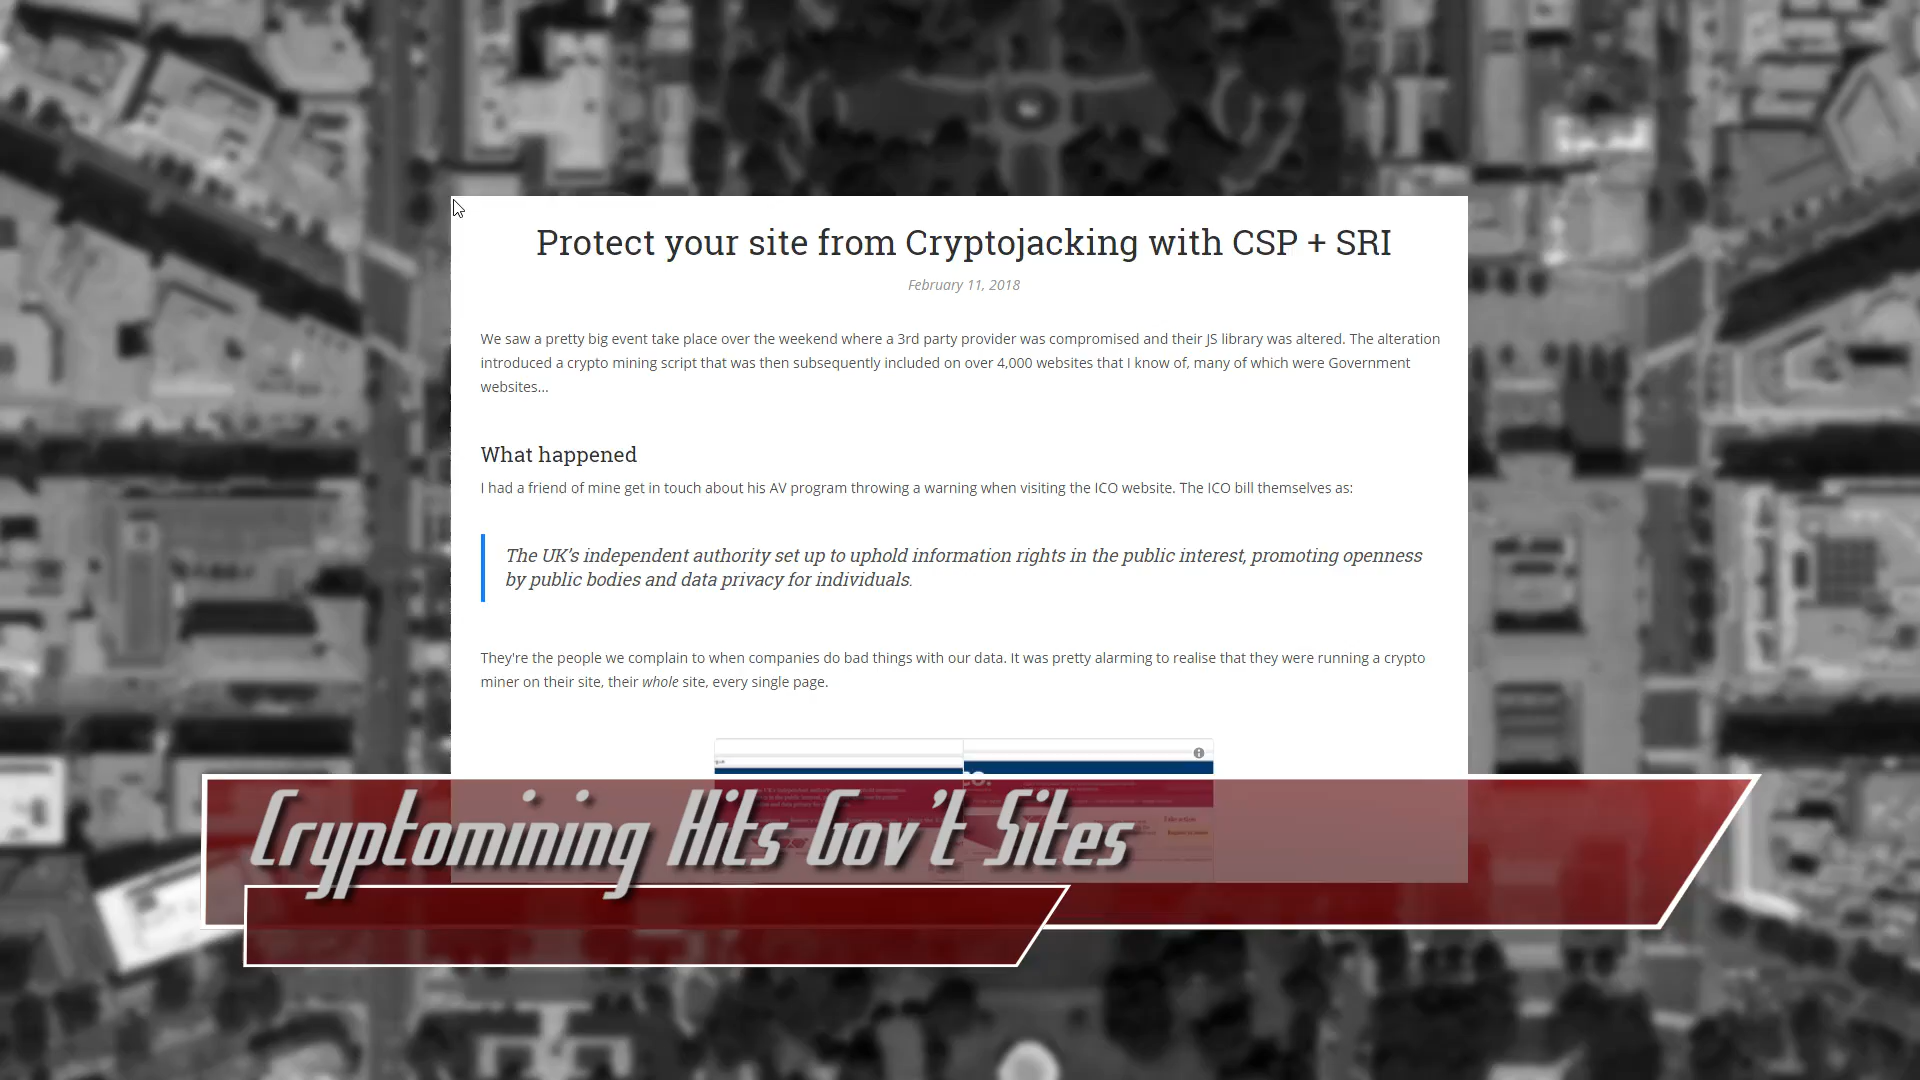 Protect your site from Cryptojacking with CSP + SRI
February 11, 2018
We saw a pretty big event take place over the weekend where a 3rd party provider was compromised and their JS library was altered. The alteration
introduced a crypto mining script that was then subsequently included on over 4,000 websites that I know of, many of which were Government
websites...
What happened
I had a friend of mine get in touch about his AV program throwing a warning when visiting the ICO website. The ICO bill themselves as:
The UK's independent authority set up to uphold information rights in the public interest, promoting openness
by public bodies and data privacy for individuals.
They're the people we complain to when companies do bad things with our data. It was pretty alarming to realise that they were running a crypto
miner on their site, their whole site, every single page.
Cryptomining Hits Gov't Sites